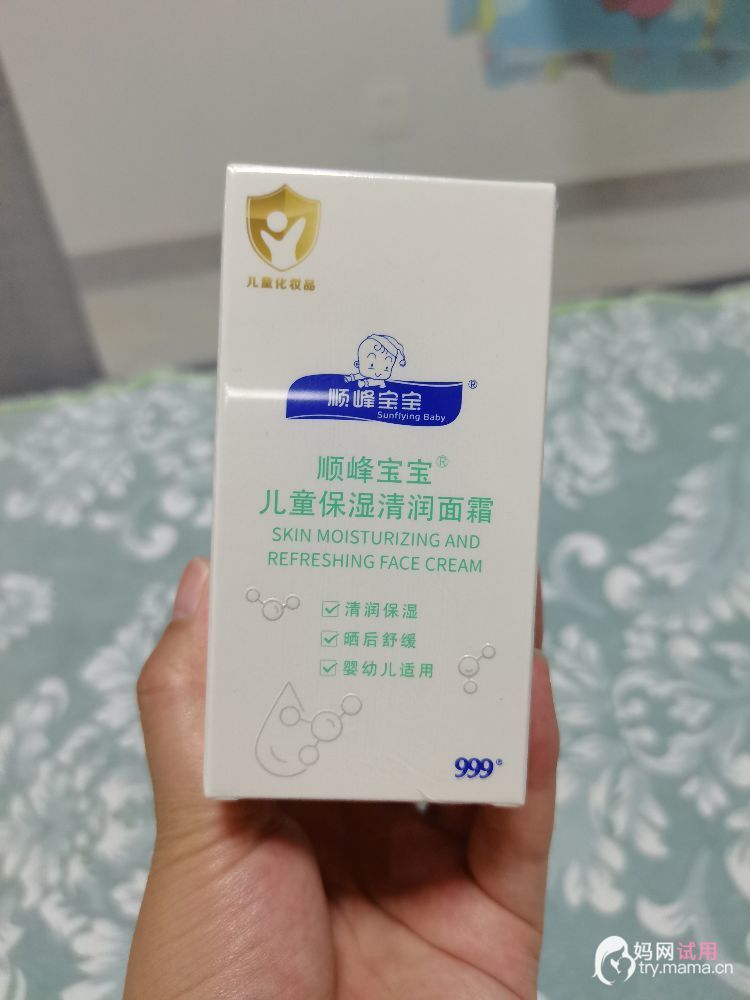 儿童化妆品
顺峰宝宝®
Sunflying Baby
顺峰宝宝®
儿童保湿清润面霜
SKIN MOISTURIZING AND
REFRESHING FACE CREAM
清润保湿
晒后舒缓
婴幼儿适用
999®
妈网试用
try.mama.cn